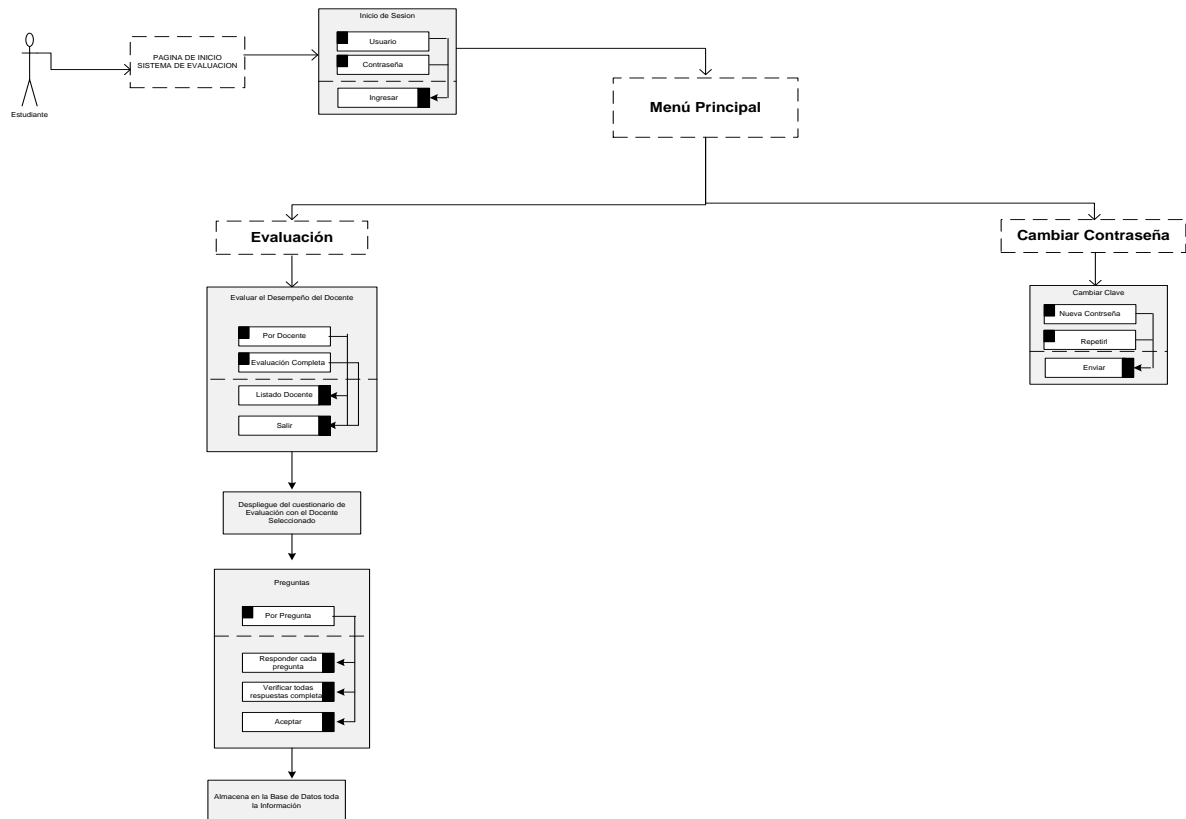 Inicio de Sesion
Usuario
Contraseña
Ingresar
PAGINA DE INICIO
SISTEMA DE EVALUACION
Estudiante
Menú Principal
Evaluación
Cambiar Contraseña
Evaluar el Desempeño del Docente
Por Docente
Evaluación Completa
Listado Docente
Salir
Cambiar Clave
Nueva Contrseña
Repetirl
Enviar
Despliegue del cuestionario de
Evaluación con el Docente
Seleccionado
Preguntas
Por Pregunta
Responder cada
pregunta
Verificar todas
respuestas completa
Aceptar
Almacena en la Base de Datos toda
la Información